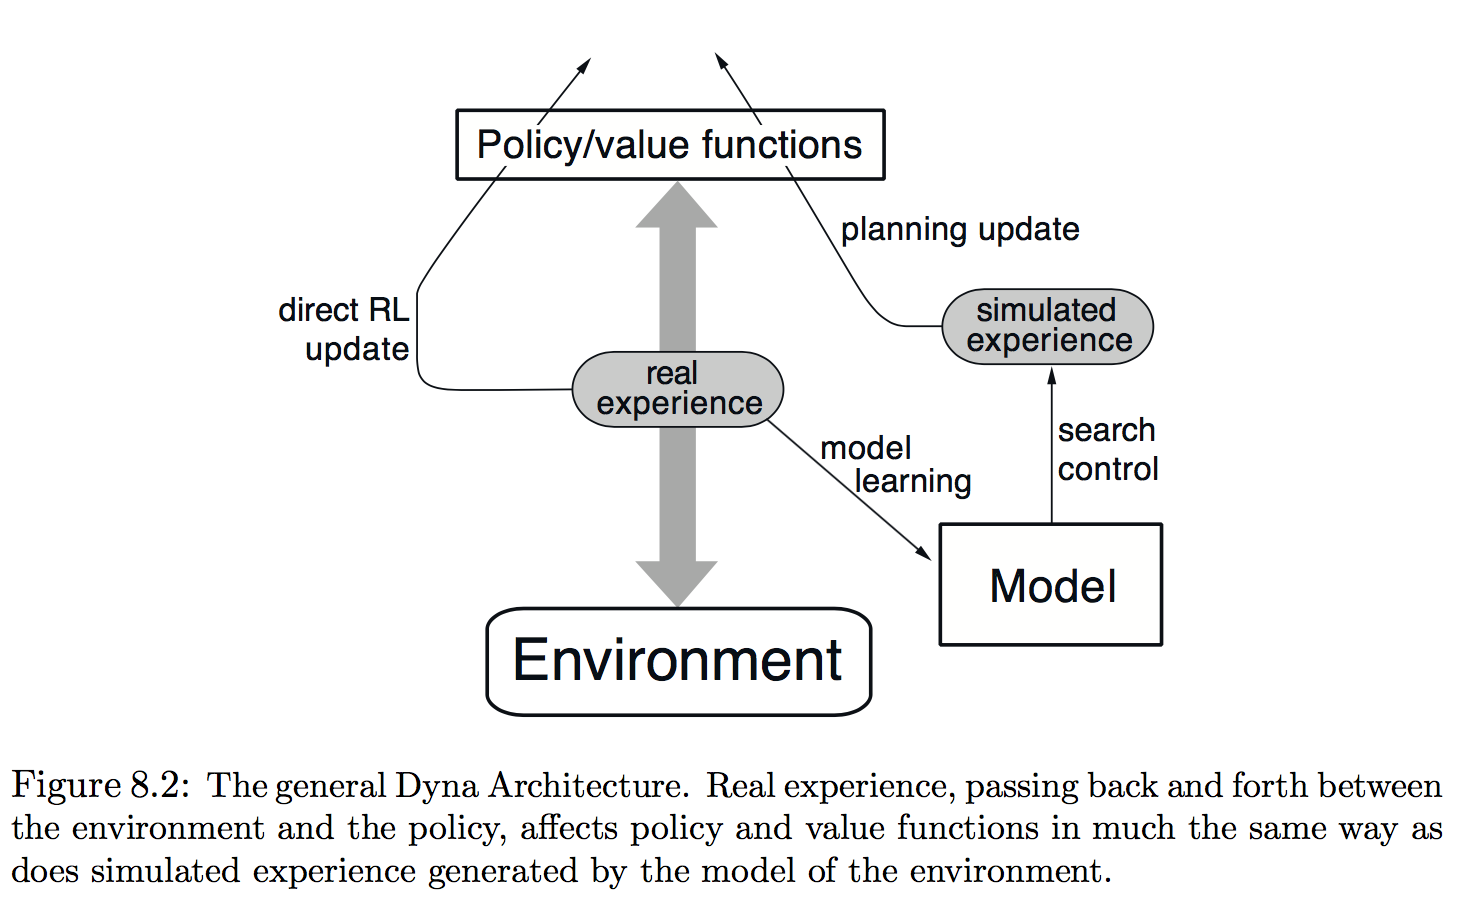 Policy/value functions
planning update
direct RL
update
simulated
experience
real
experience
model
learning
search
control
Model
Environment
Figure 8.2: The general Dyna Architecture. Real experience, passing back and forth between
the environment and the policy, affects policy and value functions in much the same way as
does simulated experience generated by the model of the environment.